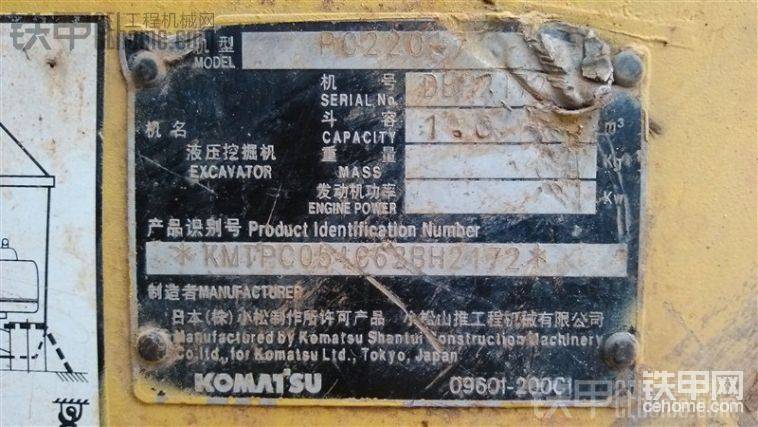 铁甲 工程机械网
机型
MODEL PC220-7
机号
SERIAL No.
斗容
CAPACITY m³
机名
液压挖掘机
EXCAVATOR
重量
MASS Kg
发动机功率
ENGINE POWER Kw
产品识别号 Product Identification Number
*KMTPC051C62BH2172*
制造者MANUFACTURER
日本(株)小松制作所许可产品 小松山推工程机械有限公司
Manufactured by Komatsu Shantui Construction Machinery
Co.,ltd., for Komatsu Ltd., Tokyo, Japan
KOMATSU 09601-200C1
铁甲网
cehome.com